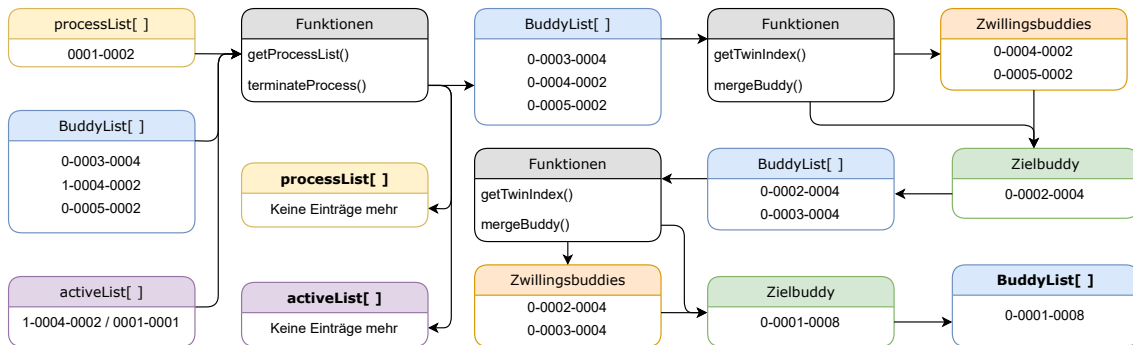 processList[ ]
0001-0002
BuddyList[ ]
0-0003-0004
1-0004-0002
0-0005-0002
activeList[ ]
1-0004-0002 / 0001-0001
Funktionen
getProcessList()
terminateProcess()
processList[ ]
Keine Einträge mehr
activeList[ ]
Keine Einträge mehr
BuddyList[ ]
0-0003-0004
0-0004-0002
0-0005-0002
Funktionen
getTwinIndex()
mergeBuddy()
Zwillingsbuddies
0-0004-0002
0-0005-0002
Zielbuddy
0-0002-0004
BuddyList[ ]
0-0002-0004
0-0003-0004
Funktionen
getTwinIndex()
mergeBuddy()
Zwillingsbuddies
0-0002-0004
0-0003-0004
Zielbuddy
0-0001-0008
BuddyList[ ]
0-0001-0008